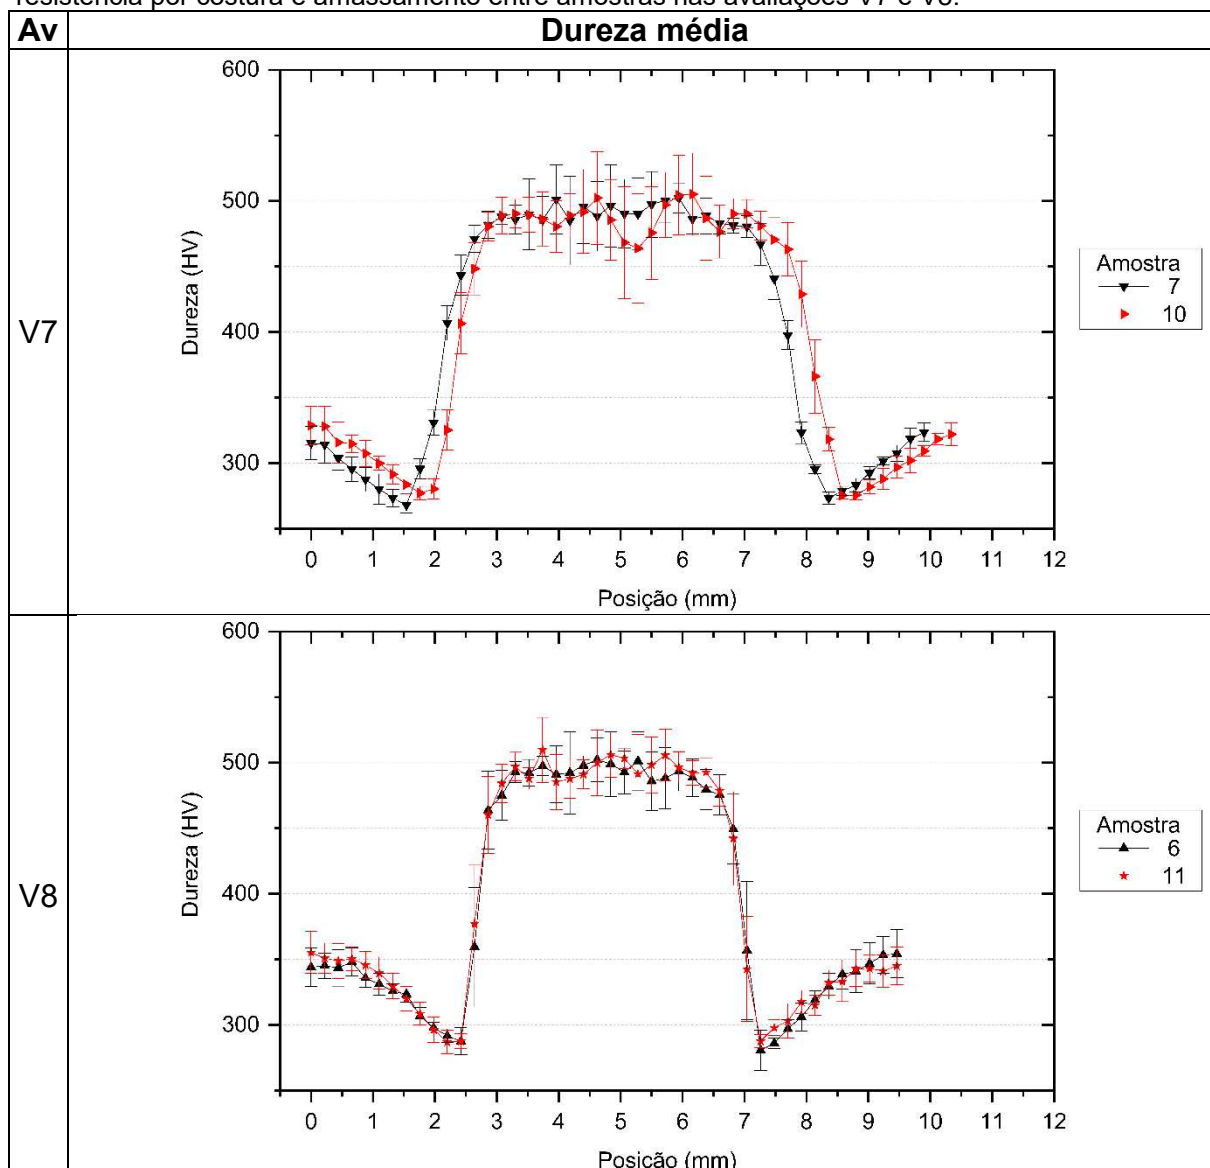 resistência por costura e amassamento entre amostras nas avaliações V7 e V8.
Av Dureza média
V7
600
500
400
300
Dureza (HV)
0 1 2 3 4 5 6 7 8 9 10 11 12
Posição (mm)
Amostra
7
10
V8
600
500
400
300
Dureza (HV)
0 1 2 3 4 5 6 7 8 9 10 11 12
Posição (mm)
Amostra
6
11